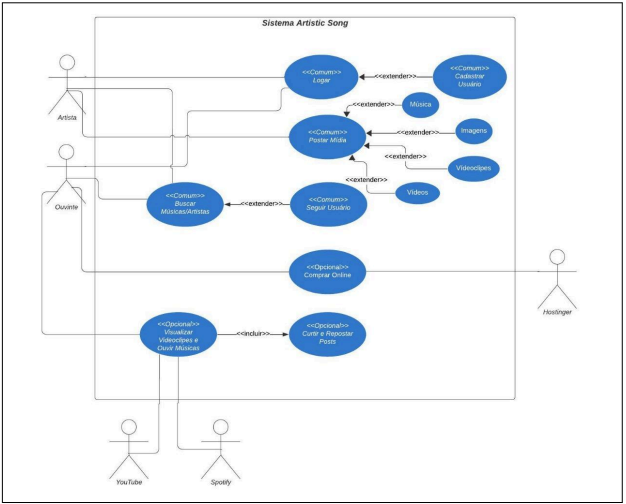 Sistema Artistic Song
<<Comum>>
Logar
<<extender>>
<<Comum>>
Cadastrar
Usuário
Artista
<<extender>>
Música
<<Comum>>
Postar Mídia
<<extender>>
Imagens
<<extender>>
Vídeoclipes
<<extender>>
Vídeos
Ouvinte
<<Comum>>
Buscar
Músicas/Artistas
<<extender>>
<<Comum>>
Seguir Usuário
<<Opcional>>
Comprar Online
Hostinger
<<Opcional>>
Visualizar
Vídeoclipes e
Ouvir Músicas
<<incluir>>
<<Opcional>>
Curtir e Repostar
Posts
YouTube
Spotify